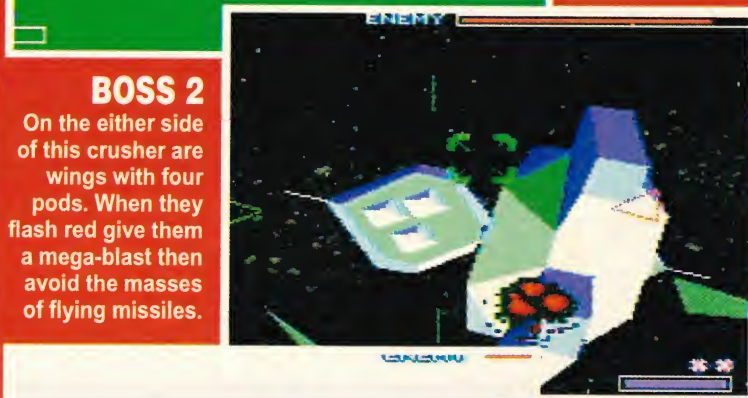 ENEMY
BOSS 2
On the either side
of this crusher are
wings with four
pods. When they
flash red give them
a mega-blast then
avoid the masses
of flying missiles.
ENEMY